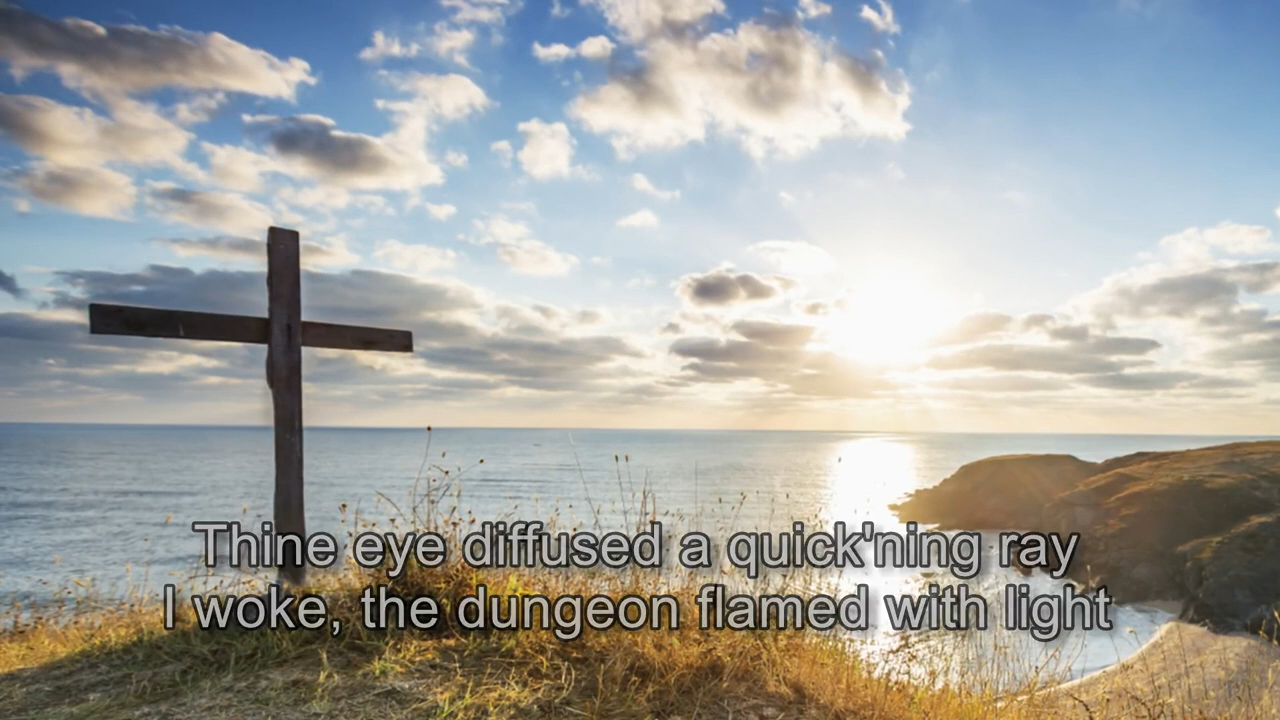 Thine eye diffused a quick'ning ray
I woke, the dungeon flamed with light